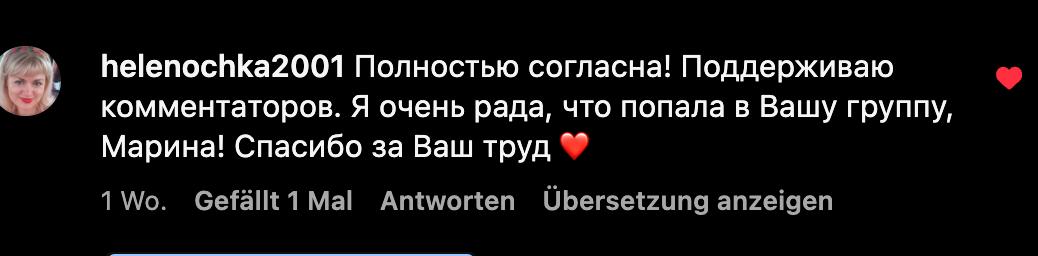 helenochka2001 Полностью согласна! Поддерживаю
комментаторов. Я очень рада, что попала в Вашу группу,
Марина! Спасибо за Ваш труд ❤️
1 Wo. Gefällt 1 Mal Antworten Übersetzung anzeigen